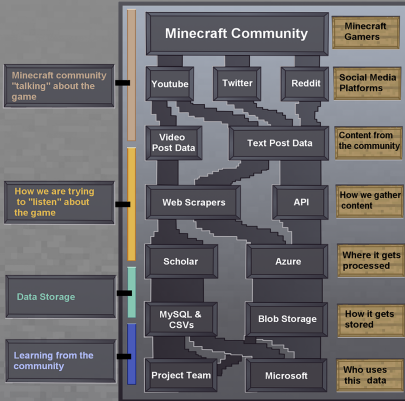 Minecraft Community
Minecraft
Gamers
Minecraft community
"talking" about the
game
Youtube
Twitter
Reddit
Social Media
Platforms
Video
Post Data
Text Post Data
Content from
the community
How we are trying
to "listen" about
the game
Web Scrapers
API
How we gather
content
Scholar
Azure
Where it gets
processed
Data Storage
MySQL &
CSVs
Blob Storage
How it gets
stored
Learning from the
community
Project Team
Microsoft
Who uses
this data